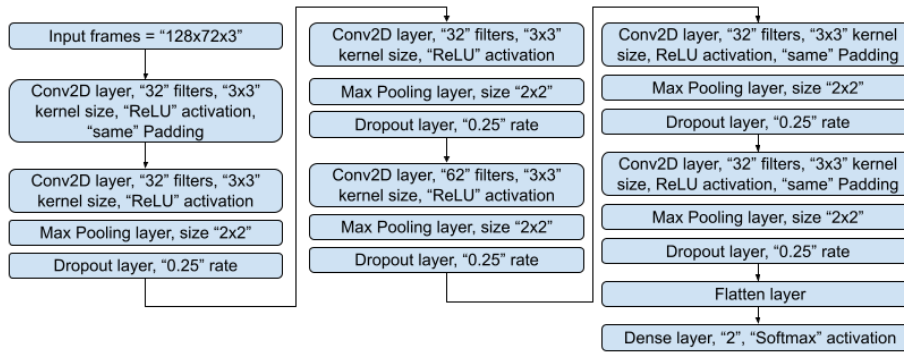 Input frames = “128x72x3”
Conv2D layer, “32” filters, “3x3”
kernel size, “ReLU” activation,
“same” Padding
Conv2D layer, “32” filters, “3x3”
kernel size, “ReLU” activation
Max Pooling layer, size “2x2”
Dropout layer, “0.25” rate
Conv2D layer, “32” filters, “3x3”
kernel size, “ReLU” activation
Max Pooling layer, size “2x2”
Dropout layer, “0.25” rate
Conv2D layer, “62” filters, “3x3”
kernel size, “ReLU” activation
Max Pooling layer, size “2x2”
Dropout layer, “0.25” rate
Conv2D layer, “32” filters, “3x3” kernel
size, ReLU activation, “same” Padding
Max Pooling layer, size “2x2”
Dropout layer, “0.25” rate
Conv2D layer, “32” filters, “3x3” kernel
size, ReLU activation, “same” Padding
Max Pooling layer, size “2x2”
Dropout layer, “0.25” rate
Flatten layer
Dense layer, “2”, “Softmax” activation